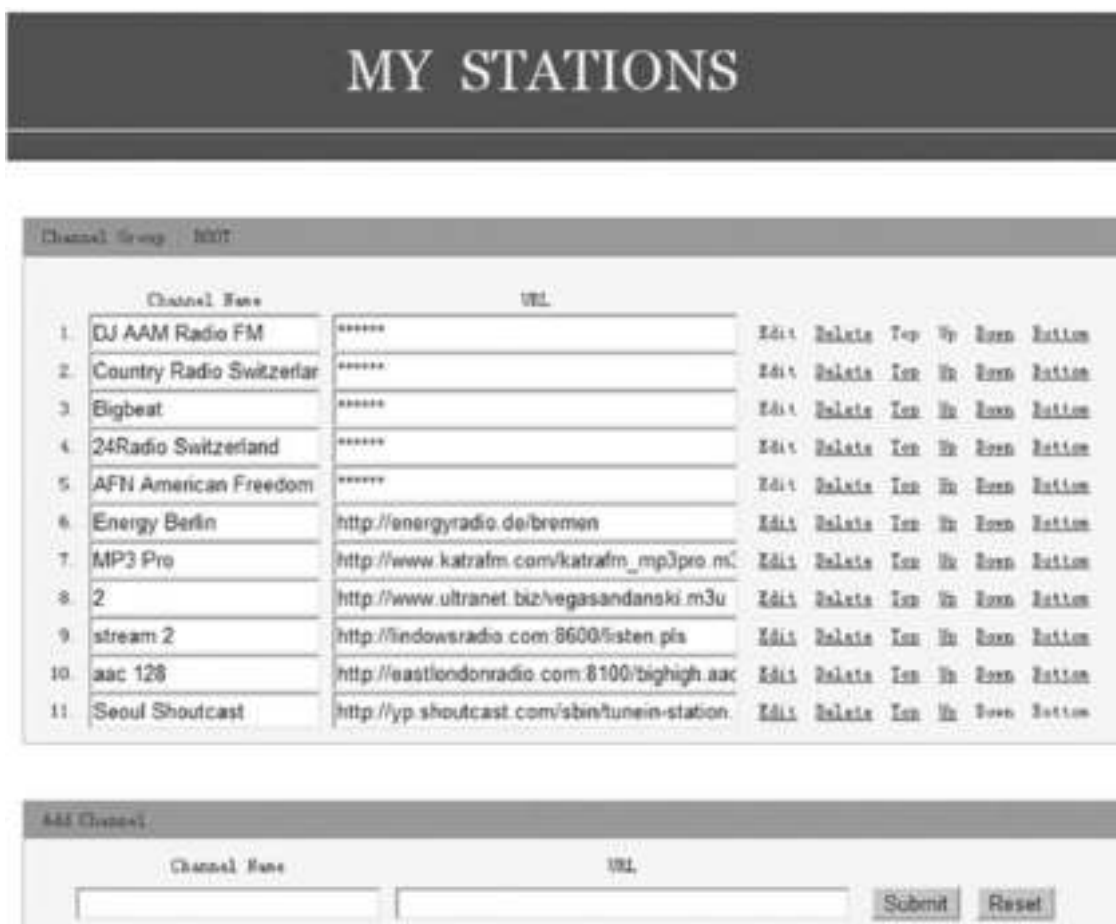 MY STATIONS
Channel Group ROOT
Channel Name URL
1. DJ AAM Radio FM ****** Edit Delete Top Up Down Bottom
2. Country Radio Switzerlar ****** Edit Delete Top Up Down Bottom
3. Bigbeat ****** Edit Delete Top Up Down Bottom
4. 24Radio Switzerland ****** Edit Delete Top Up Down Bottom
5. AFN American Freedom ****** Edit Delete Top Up Down Bottom
6. Energy Berlin http://energyradio.de/bremen Edit Delete Top Up Down Bottom
7. MP3 Pro http://www.katrafm.com/katrafm_mp3pro.m3 Edit Delete Top Up Down Bottom
8. 2 http://www.ultranet.biz/vegasandanski.m3u Edit Delete Top Up Down Bottom
9. stream 2 http://lindowsradio.com:8600/listen.pls Edit Delete Top Up Down Bottom
10. aac 128 http://eastlondonradio.com:8100/bighigh.aac Edit Delete Top Up Down Bottom
11. Seoul Shoutcast http://yp.shoutcast.com/sbin/tunein-station. Edit Delete Top Up Down Bottom
Add Channel
Channel Name URL
Submit Reset